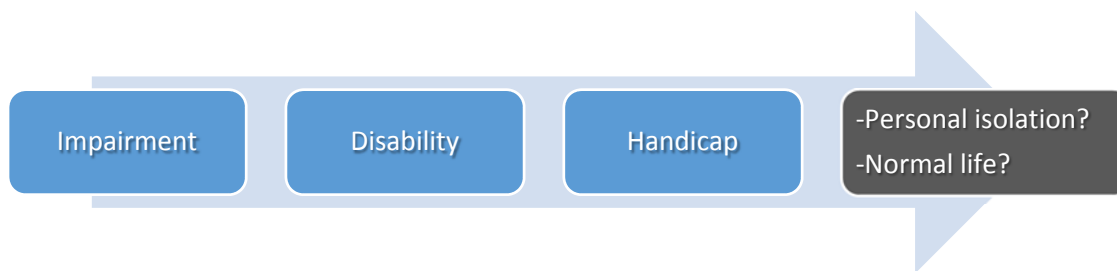 Impairment
Disability
Handicap
-Personal isolation?
-Normal life?